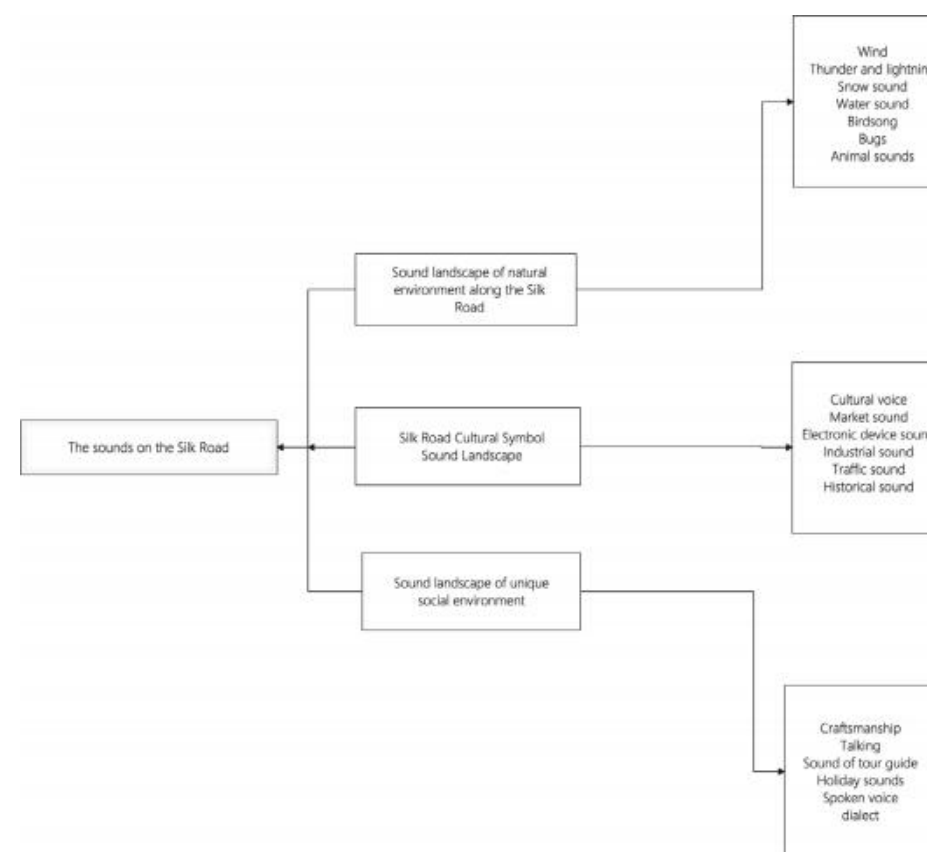 Wind
Thunder and lightnin
Snow sound
Water sound
Birdsong
Bugs
Animal sounds
Sound landscape of natural
environment along the Silk
Road
The sounds on the Silk Road
Silk Road Cultural Symbol
Sound Landscape
Cultural voice
Market sound
Electronic device soun
Industrial sound
Traffic sound
Historical sound
Sound landscape of unique
social environment
Craftsmanship
Talking
Sound of tour guide
Holiday sounds
Spoken voice
dialect